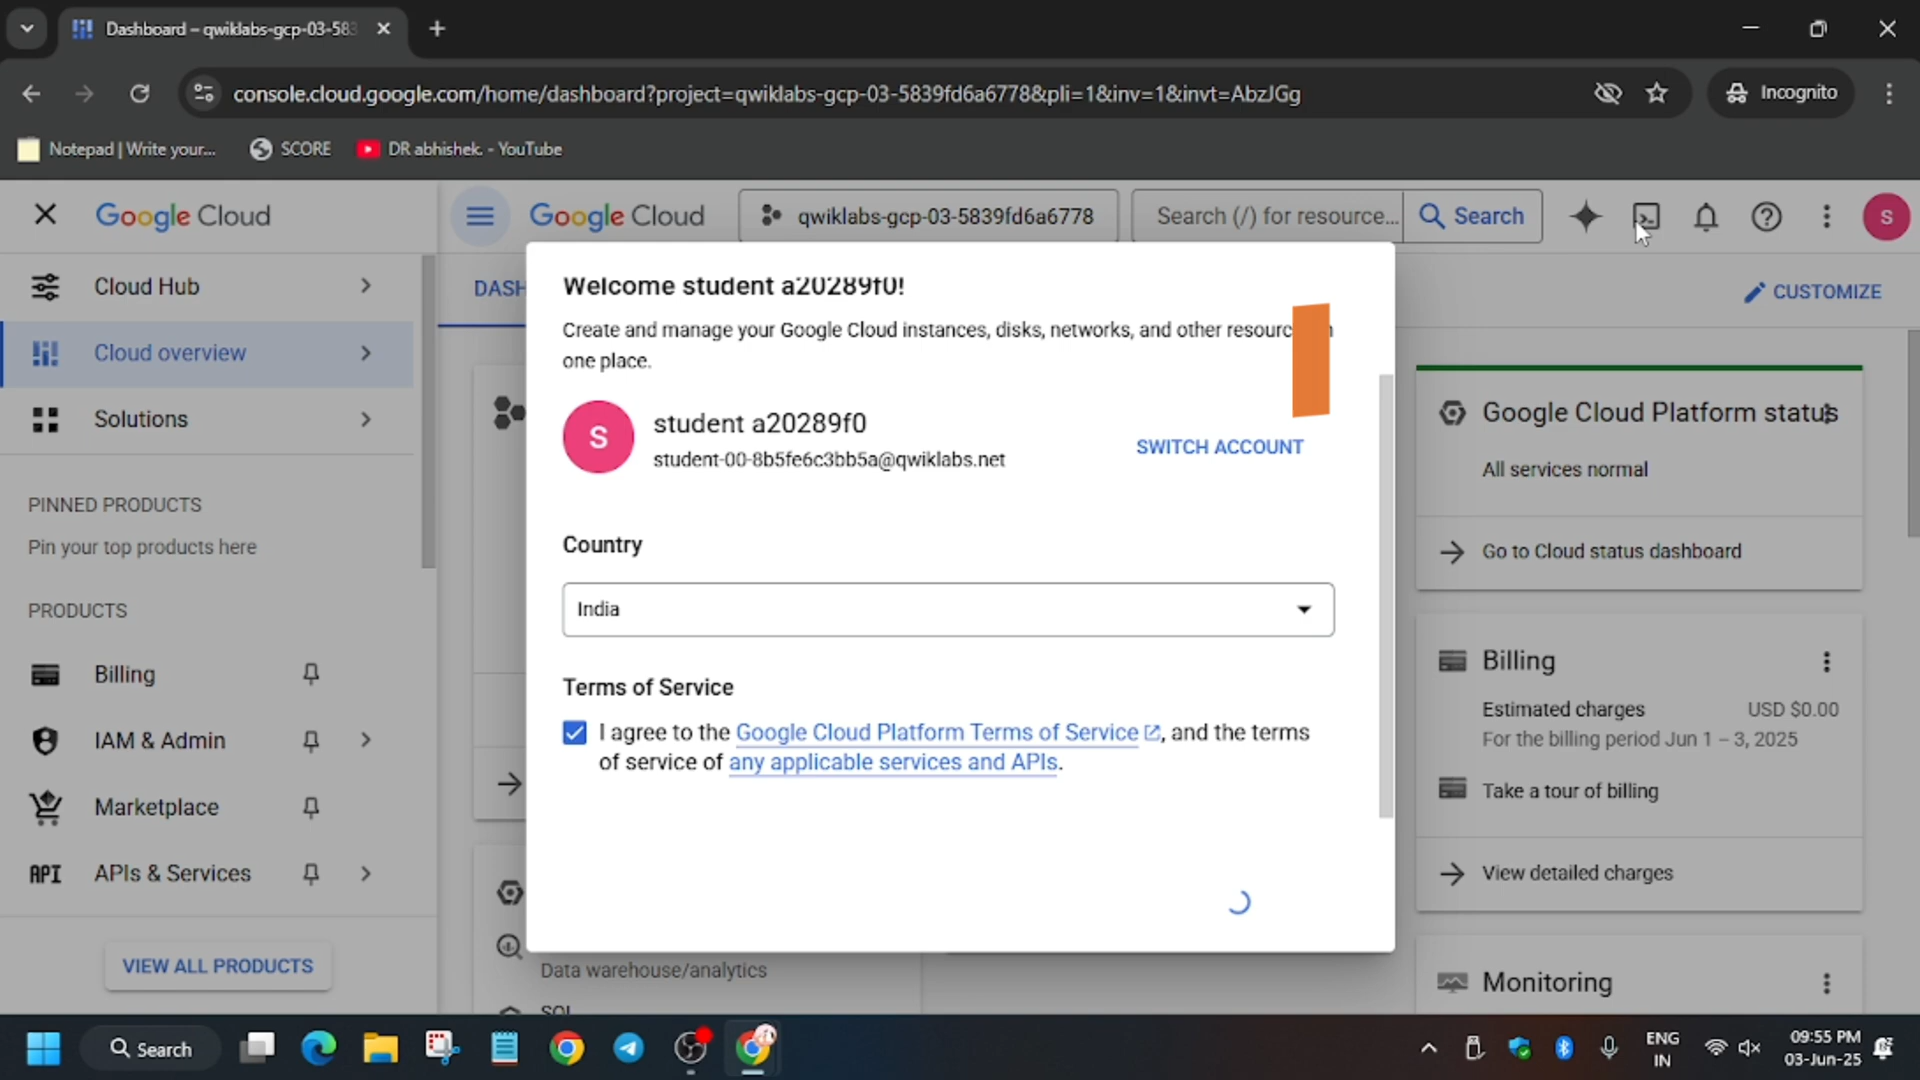 Dashboard – qwiklabs-gcp-03-583
console.cloud.google.com/home/dashboard?project=qwiklabs-gcp-03-5839fd6a6778&pli=1&inv=1&invt=AbzJGg
Incognito
Notepad | Write your...
SCORE
DR abhishek. - YouTube
Google Cloud
Google Cloud
qwiklabs-gcp-03-5839fd6a6778
Search (/) for resource...
Search
S
Cloud Hub
Cloud overview
Solutions
PINNED PRODUCTS
Pin your top products here
PRODUCTS
Billing
IAM & Admin
Marketplace
API APIs & Services
VIEW ALL PRODUCTS
DASH
CUSTOMIZE
Welcome student a20289f0!
Create and manage your Google Cloud instances, disks, networks, and other
one place.
S
student a20289f0
student-00-8b5fe6c3bb5a@qwiklabs.net
SWITCH ACCOUNT
Country
India
Terms of Service
I agree to the Google Cloud Platform Terms of Service, and the terms
of service of any applicable services and APIs.
Data warehouse/analytics
SQL
Google Cloud Platform status
All services normal
Go to Cloud status dashboard
Billing
Estimated charges USD $0.00
For the billing period Jun 1 – 3, 2025
Take a tour of billing
View detailed charges
Monitoring
Search
ENG
IN
09:55 PM
03-Jun-25